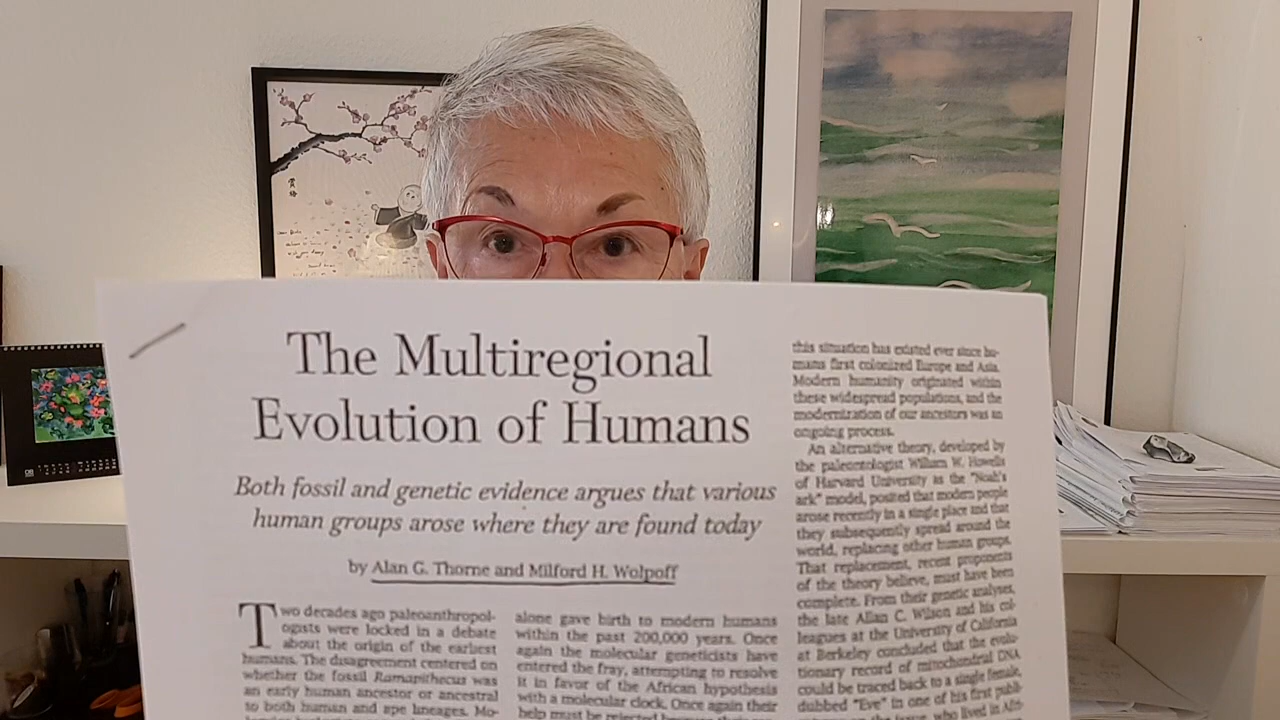 The Multiregional
Evolution of Humans
Both fossil and genetic evidence argues that various
human groups arose where they are found today
by Alan G. Thorne and Milford H. Wolpoff
Two decades ago paleoanthropol-
ogists were locked in a debate
about the origin of the earliest
humans. The disagreement centered on
whether the fossil Ramapithecus was
an early human ancestor or ancestral
to both human and ape lineages. Mo-
alone gave birth to modern humans
within the past 200,000 years. Once
again the molecular geneticists have
entered the fray, attempting to resolve
it in favor of the African hypothesis
with a molecular clock. Once again their
help must be rejected because their
this situation has existed ever since hu-
mans first colonized Europe and Asia.
Modern humanity originated within
these widespread populations, and the
modernization of our ancestors was an
ongoing process.
An alternative theory, developed by
the paleontologist William W. Howells
of Harvard University as the "Noah's
ark" model, posited that modern people
arose recently in a single place and that
they subsequently spread around the
world, replacing other human groups.
That replacement, recent proponents
of the theory believe, must have been
complete. From their genetic analyses,
the late Allan C. Wilson and his col-
leagues at the University of California
at Berkeley concluded that the evolu-
tionary record of mitochondrial DNA
could be traced back to a single female,
dubbed "Eve" in one of his first publi-
who lived in Afri-